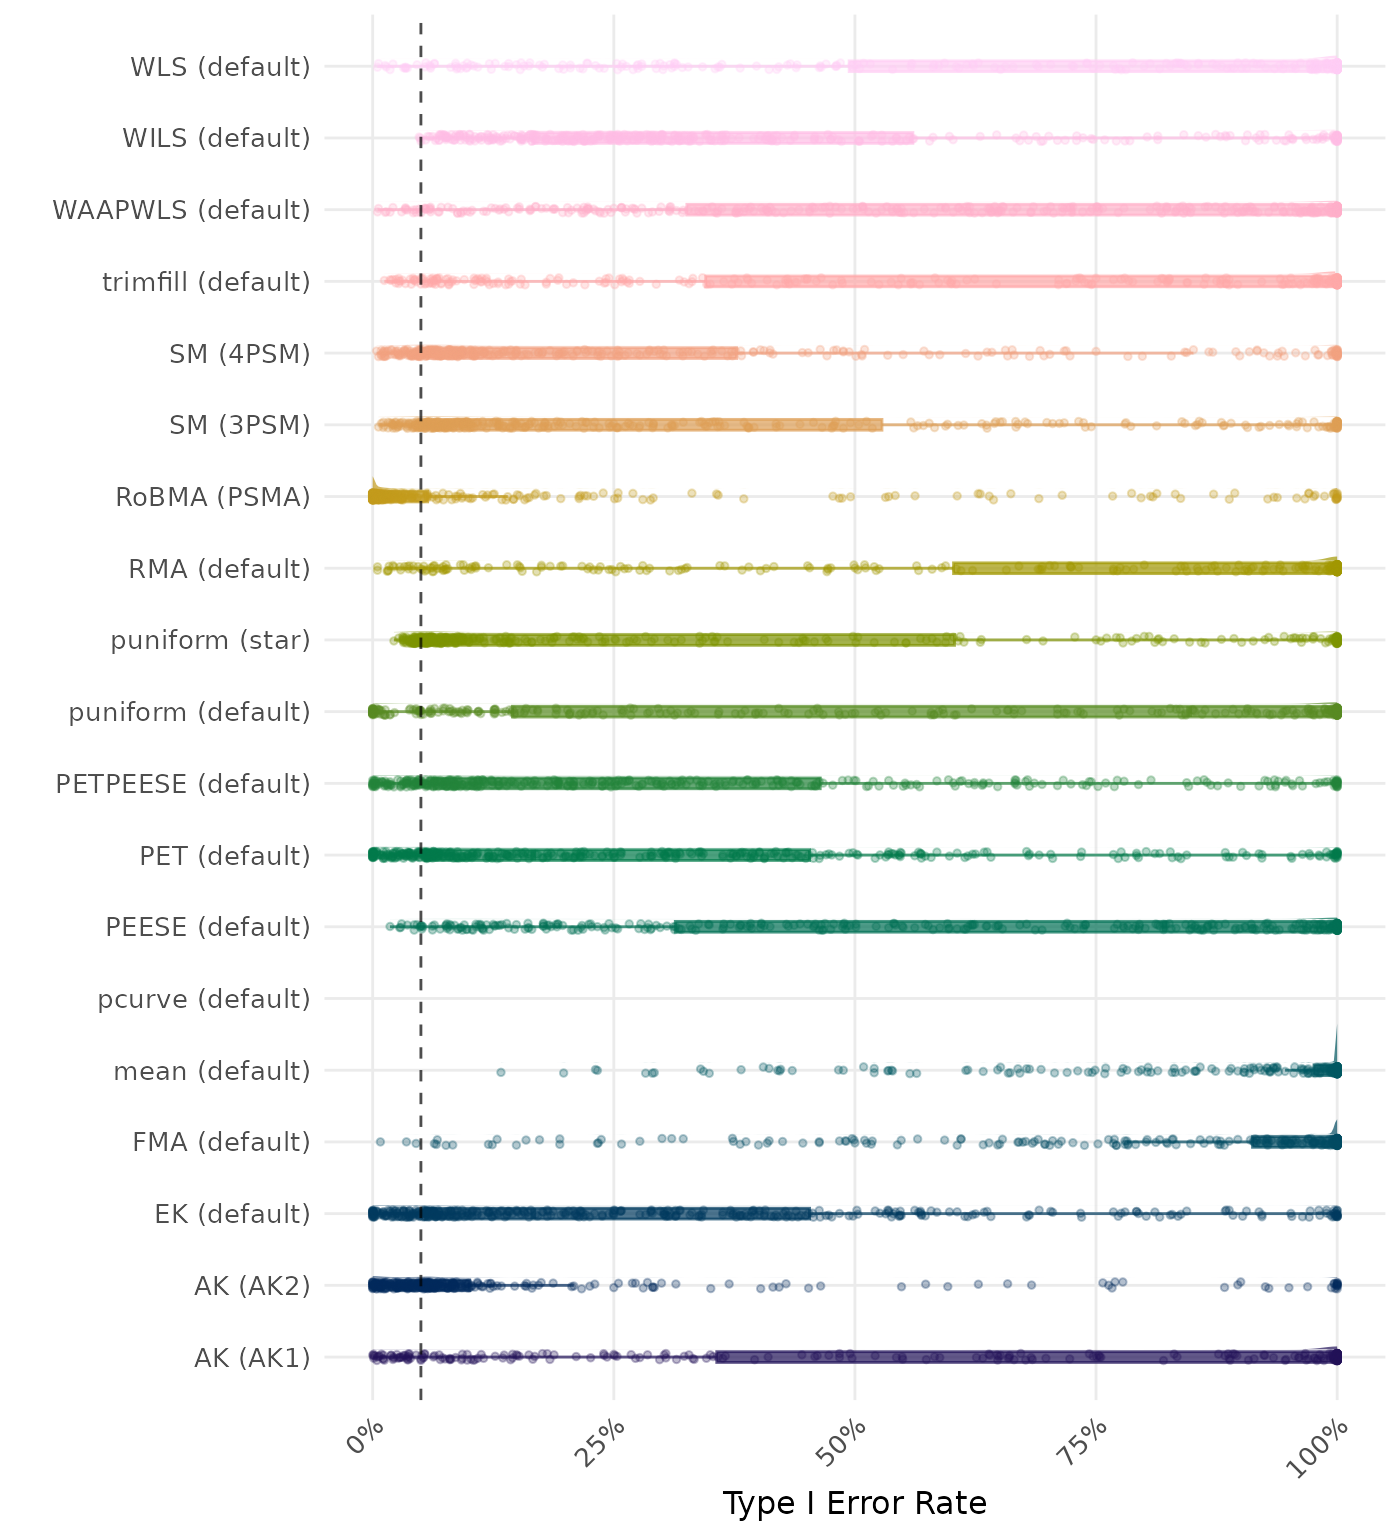 WLS (default)
WILS (default)
WAAPWLS (default)
trimfill (default)
SM (4PSM)
SM (3PSM)
RoBMA (PSMA)
RMA (default)
puniform (star)
puniform (default)
PETPEESE (default)
PET (default)
PEESE (default)
pcurve (default)
mean (default)
FMA (default)
EK (default)
AK (AK2)
AK (AK1)
0%
25%
50%
75%
100%
Type I Error Rate